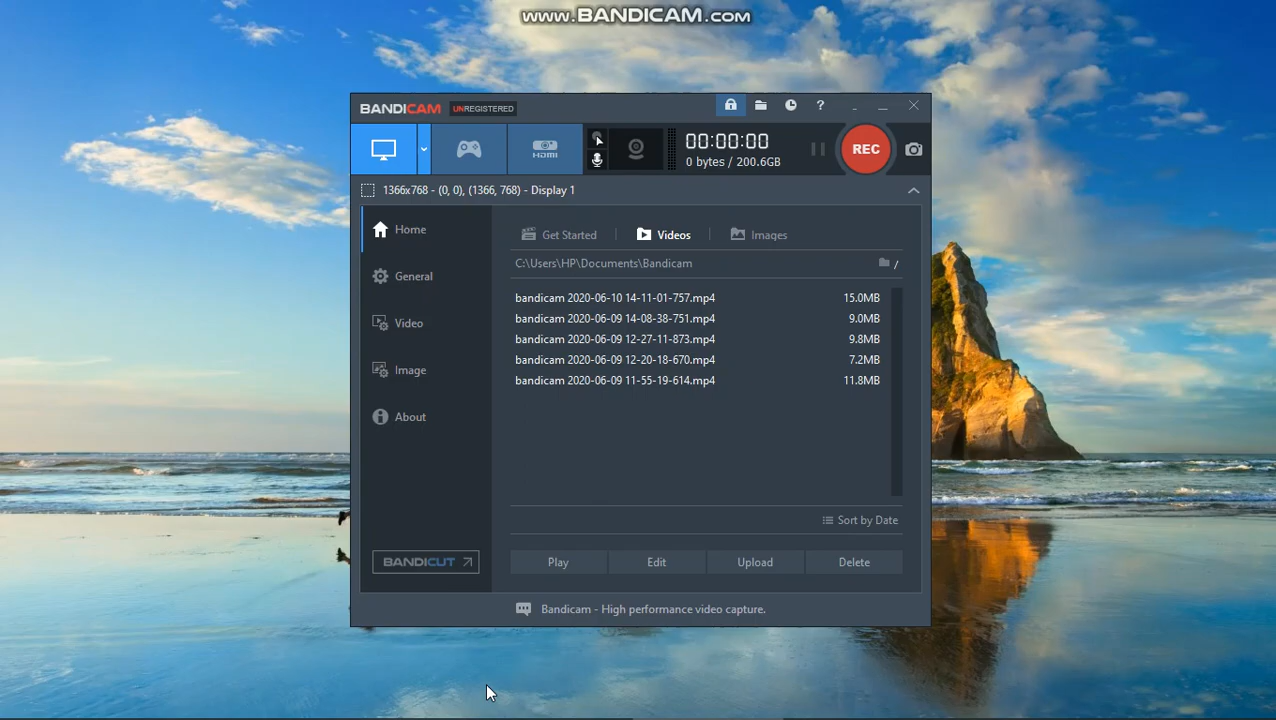 www.BANDICAM.com
BANDICAM UNREGISTERED
?
HDMI
00:00:00
0 bytes / 200.6GB
REC
1366x768 - (0, 0), (1366, 768) - Display 1
Home
General
Video
Image
About
BANDICUT
Get Started
Videos
Images
C:\Users\HP\Documents\Bandicam
/
bandicam 2020-06-10 14-11-01-757.mp4 15.0MB
bandicam 2020-06-09 14-08-38-751.mp4 9.0MB
bandicam 2020-06-09 12-27-11-873.mp4 9.8MB
bandicam 2020-06-09 12-20-18-670.mp4 7.2MB
bandicam 2020-06-09 11-55-19-614.mp4 11.8MB
Sort by Date
Play Edit Upload Delete
Bandicam - High performance video capture.